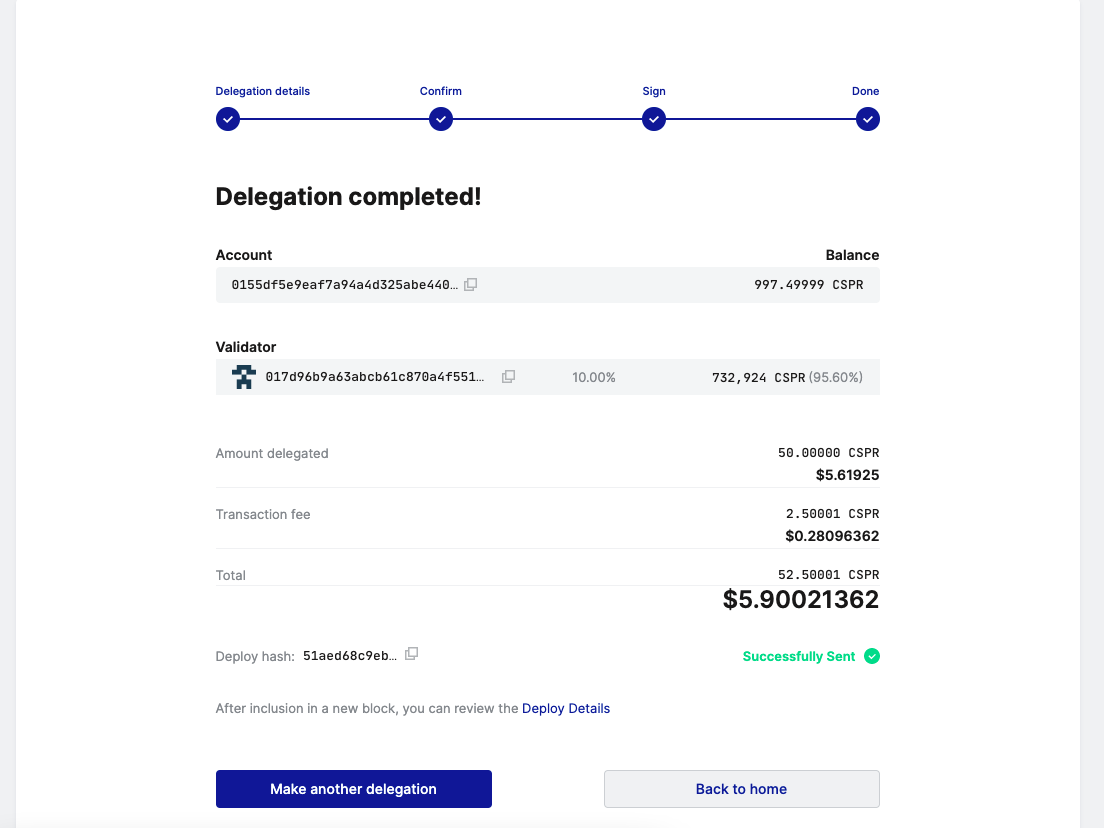 Delegation details Confirm Sign Done
Delegation completed!
Account Balance
0155df5e9eaf7a94a4d325abe440… 997.49999 CSPR
Validator
017d96b9a63abcb61c870a4f551… 10.00% 732,924 CSPR (95.60%)
Amount delegated 50.00000 CSPR
$5.61925
Transaction fee 2.50001 CSPR
$0.28096362
Total 52.50001 CSPR
$5.90021362
Deploy hash: 51aed68c9eb… Successfully Sent
After inclusion in a new block, you can review the Deploy Details
Make another delegation Back to home